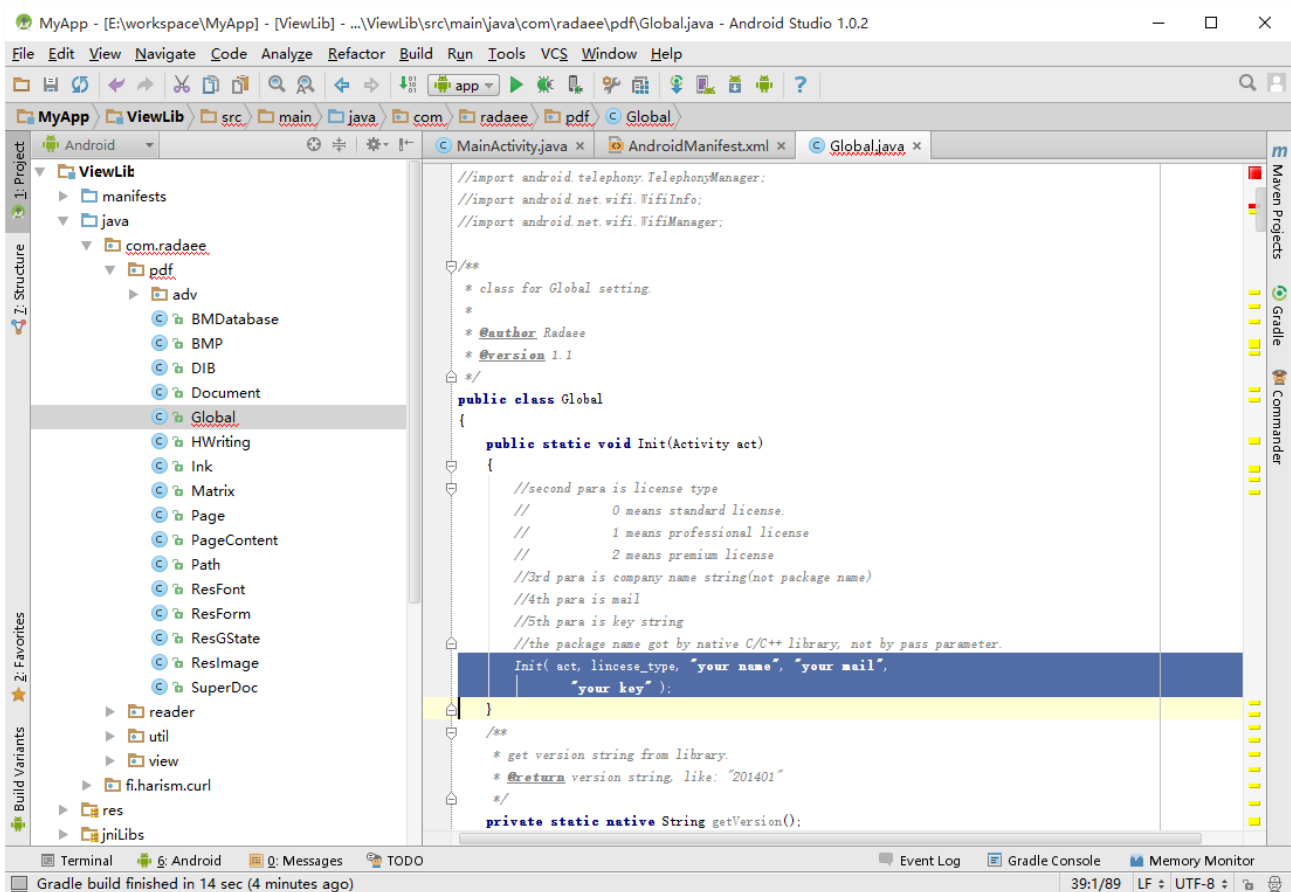 MyApp - [E:\workspace\MyApp] - [ViewLib] - ...\ViewLib\src\main\java\com\radaee\pdf\Global.java - Android Studio 1.0.2
File Edit View Navigate Code Analyze Refactor Build Run Tools VCS Window Help
app
MyApp ViewLib src main java com radaee pdf Global
Android
MainActivity.java × AndroidManifest.xml × Global.java ×
1: Project
7: Structure
2: Favorites
Build Variants
ViewLib
manifests
java
com.radaee
pdf
adv
BMDatabase
BMP
DIB
Document
Global
HWriting
Ink
Matrix
Page
PageContent
Path
ResFont
ResForm
ResGState
ResImage
SuperDoc
reader
util
view
fi.harism.curl
res
jniLibs
//import android.telephony.TelephonyManager;
//import android.net.wifi.WifiInfo;
//import android.net.wifi.WifiManager;
/**
* class for Global setting.
*
* @author Radaee
* @version 1.1
*/
public class Global
{
public static void Init(Activity act)
{
//second para is license type
// 0 means standard license.
// 1 means professional license
// 2 means premium license
//3rd para is company name string(not package name)
//4th para is mail
//5th para is key string
//the package name got by native C/C++ library, not by pass parameter.
Init( act, lincese_type, "your name", "your mail",
"your key" );
}
/**
* get version string from library.
* @return version string, like: "201401"
*/
private static native String getVersion();
m Maven Projects
Gradle
Commander
Terminal 6: Android 0: Messages TODO Event Log Gradle Console Memory Monitor
Gradle build finished in 14 sec (4 minutes ago) 39:1/89 LF UTF-8